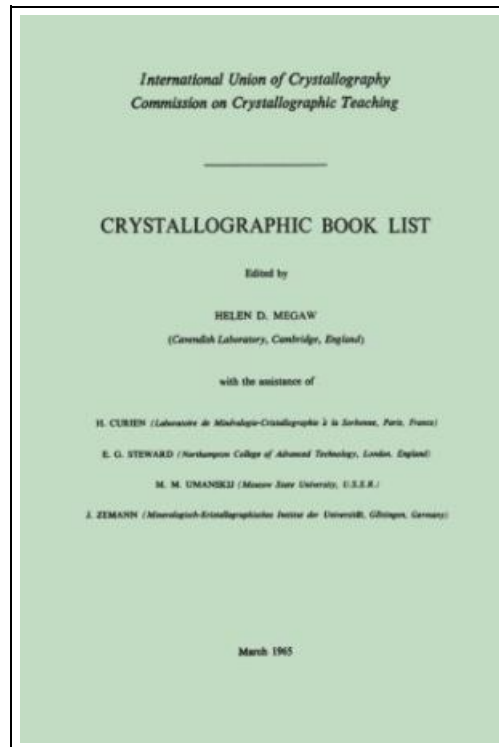 International Union of Crystallography
Commission on Crystallographic Teaching
CRYSTALLOGRAPHIC BOOK LIST
Edited by
HELEN D. MEGAW
(Cavendish Laboratory, Cambridge, England)
with the assistance of
H. CURIEN (Laboratoire de Minéralogie-Cristallographie à la Sorbonne, Paris, France)
E. G. STEWARD (Northampton College of Advanced Technology, London, England)
M. M. UMANSKIJ (Moscow State University, U.S.S.R.)
J. ZEMANN (Mineralogisch-Kristallographisches Institut der Universität, Göttingen, Germany)
March 1965